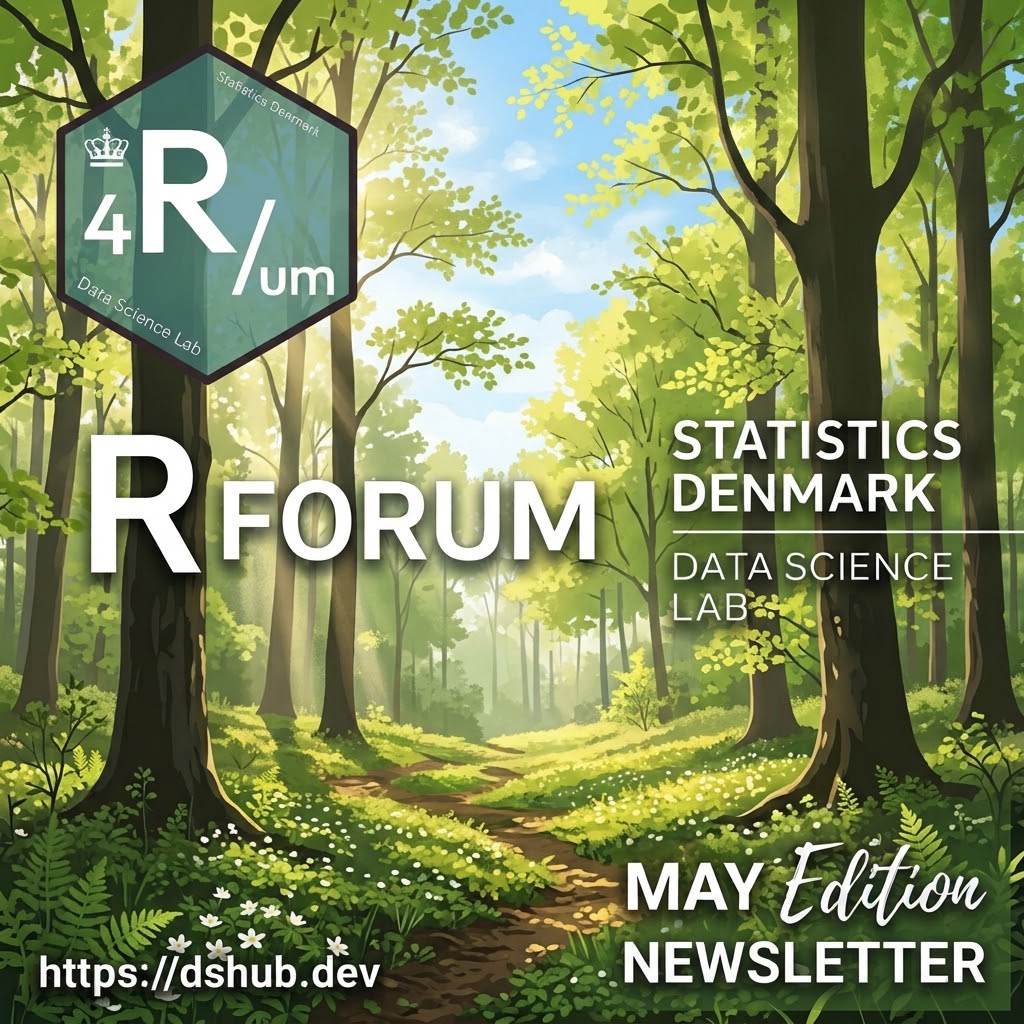 Statistics Denmark
4R/um
Data Science Lab
R FORUM
STATISTICS
DENMARK
DATA SCIENCE
LAB
MAY Edition
NEWSLETTER
https://dshub.dev